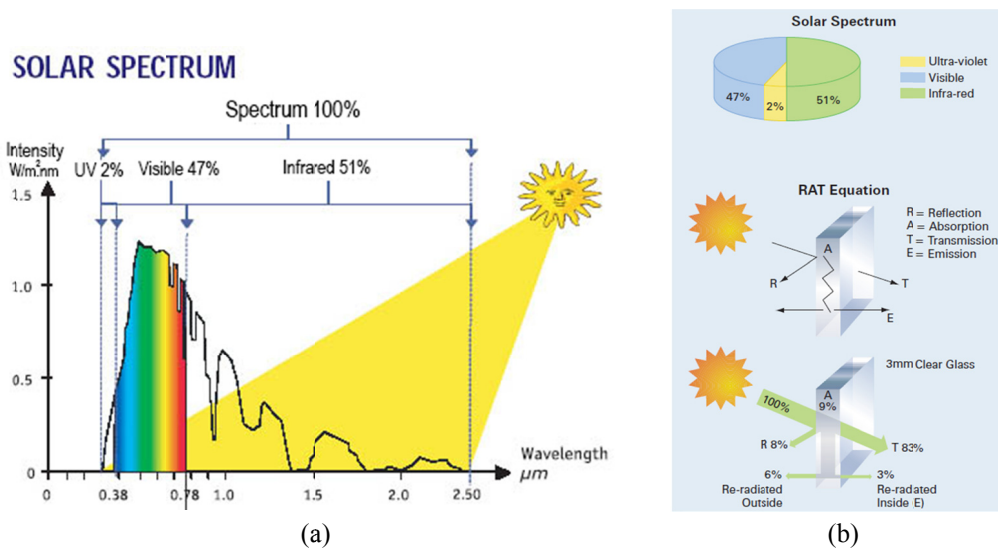 SOLAR SPECTRUM
Spectrum 100%
Intensity
W/m².nm
UV 2%
Visible 47%
Infrared 51%
1.5
1.0
0.5
0
Wavelength
µm
0
0.38
0.78
1.0
1.5
2.0
2.50
(a)
Solar Spectrum
47%
2%
51%
Ultra-violet
Visible
Infra-red
RAT Equation
R = Reflection
A = Absorption
T = Transmission
E = Emission
A
R
T
E
3mm Clear Glass
100%
A
9%
R 8%
T 83%
6%
Re-radiated
Outside
3%
Re-radated
Inside (E)
(b)